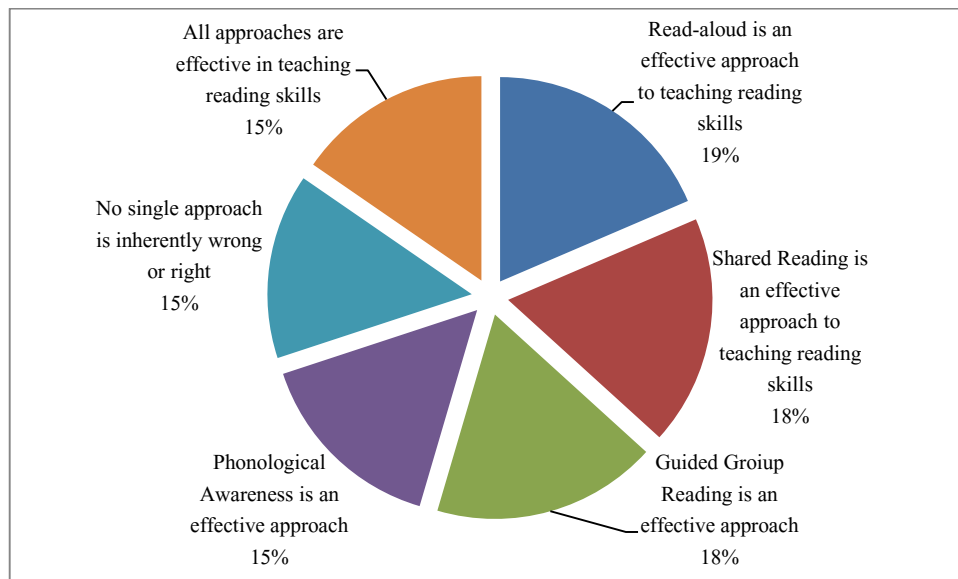 All approaches are
effective in teaching
reading skills
15%
Read-aloud is an
effective approach
to teaching reading
skills
19%
No single approach
is inherently wrong
or right
15%
Shared Reading is
an effective
approach to
teaching reading
skills
18%
Phonological
Awareness is an
effective approach
15%
Guided Groiup
Reading is an
effective approach
18%